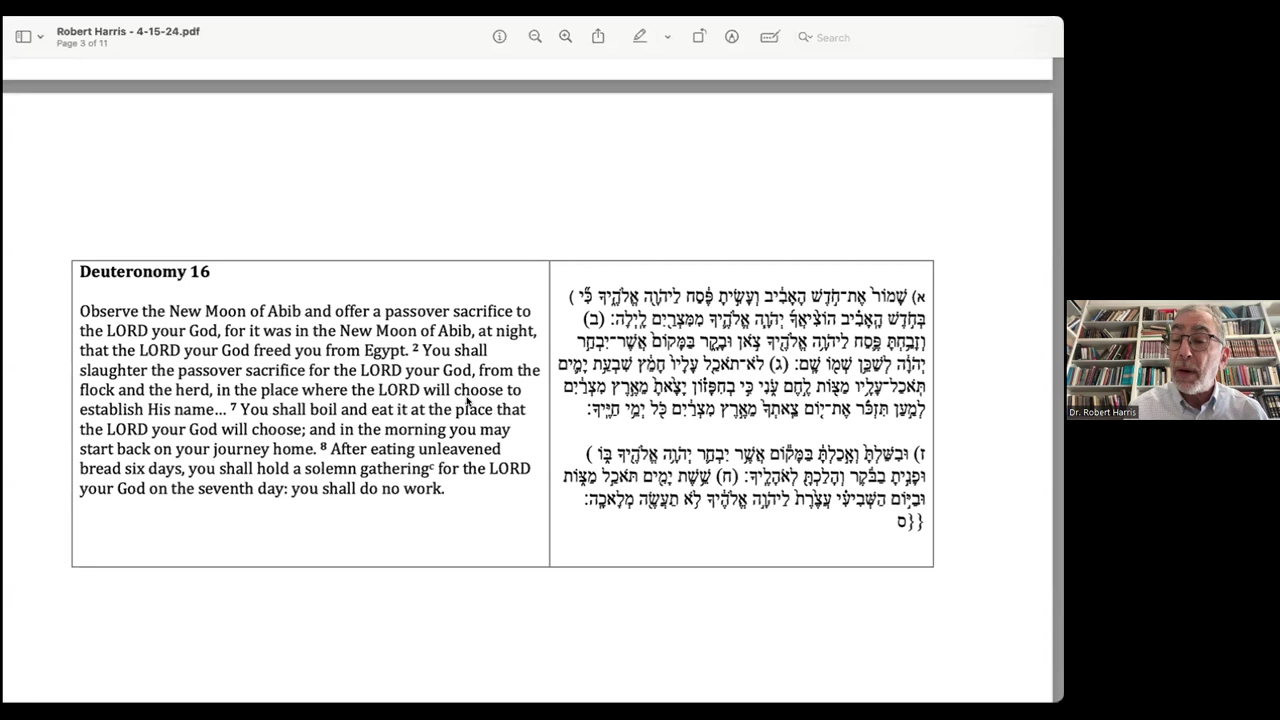 Robert Harris - 4-15-24.pdf
Page 3 of 11
Search
Deuteronomy 16
Observe the New Moon of Abib and offer a passover sacrifice to
the LORD your God, for it was in the New Moon of Abib, at night,
that the LORD your God freed you from Egypt. ² You shall
slaughter the passover sacrifice for the LORD your God, from the
flock and the herd, in the place where the LORD will choose to
establish His name... ⁷ You shall boil and eat it at the place that
the LORD your God will choose; and in the morning you may
start back on your journey home. ⁸ After eating unleavened
bread six days, you shall hold a solemn gatheringᶜ for the LORD
your God on the seventh day: you shall do no work.
א) שָׁמוֹר֙ אֶת־חֹ֣דֶשׁ הָאָבִ֔יב וְעָשִׂ֣יתָ פֶּ֔סַח לַיהוָ֖ה אֱלֹהֶ֑יךָ כִּ֞י )
בְּחֹ֣דֶשׁ הָאָבִ֗יב הוֹצִ֨יאֲךָ֜ יְהוָ֧ה אֱלֹהֶ֛יךָ מִמִּצְרַ֖יִם לָֽיְלָה׃ (ב)
וְזָבַ֥חְתָּ פֶּ֛סַח לַיהוָ֥ה אֱלֹהֶ֖יךָ צֹ֣אן וּבָקָ֑ר בַּמָּקוֹם֙ אֲשֶׁר־יִבְחַ֣ר
יְהוָ֔ה לְשַׁכֵּ֥ן שְׁמ֖וֹ שָֽׁם׃ (ג) לֹא־תֹאכַ֤ל עָלָיו֙ חָמֵ֔ץ שִׁבְעַ֥ת יָמִ֛ים
תֹּֽאכַל־עָלָ֥יו מַצּ֖וֹת לֶ֣חֶם עֹ֑נִי כִּ֣י בְחִפָּז֗וֹן יָצָ֙אתָ֙ מֵאֶ֣רֶץ מִצְרַ֔יִם
לְמַ֣עַן תִּזְכֹּ֗ר אֶת־י֤וֹם צֵֽאתְךָ֙ מֵאֶ֣רֶץ מִצְרַ֔יִם כֹּ֖ל יְמֵ֥י חַיֶּֽיךָ׃
ז) וּבִשַּׁלְתָּ֙ וְאָ֣כַלְתָּ֔ בַּמָּק֕וֹם אֲשֶׁ֥ר יִבְחַ֛ר יְהוָ֥ה אֱלֹהֶ֖יךָ בּ֑וֹ )
וּפָנִ֣יתָ בַבֹּ֔קֶר וְהָלַכְתָּ֖ לְאֹהָלֶֽיךָ׃ (ח) שֵׁ֥שֶׁת יָמִ֖ים תֹּאכַ֣ל מַצּ֑וֹת
וּבַיּ֣וֹם הַשְּׁבִיעִ֗י עֲצֶ֙רֶת֙ לַיהוָ֣ה אֱלֹהֶ֔יךָ לֹ֥א תַעֲשֶׂ֖ה מְלָאכָֽה׃
{{ס
Dr. Robert Harris